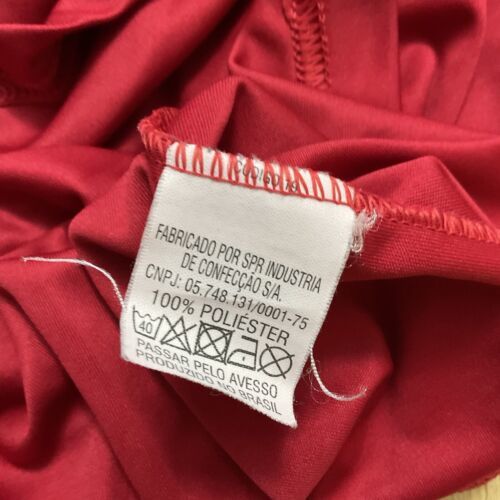 FABRICADO POR SPR INDUSTRIA
DE CONFECÇÃO S/A.
CNPJ: 05.748.131/0001-75
100% POLIÉSTER
40
PASSAR PELO AVESSO
PRODUZIDO NO BRASIL